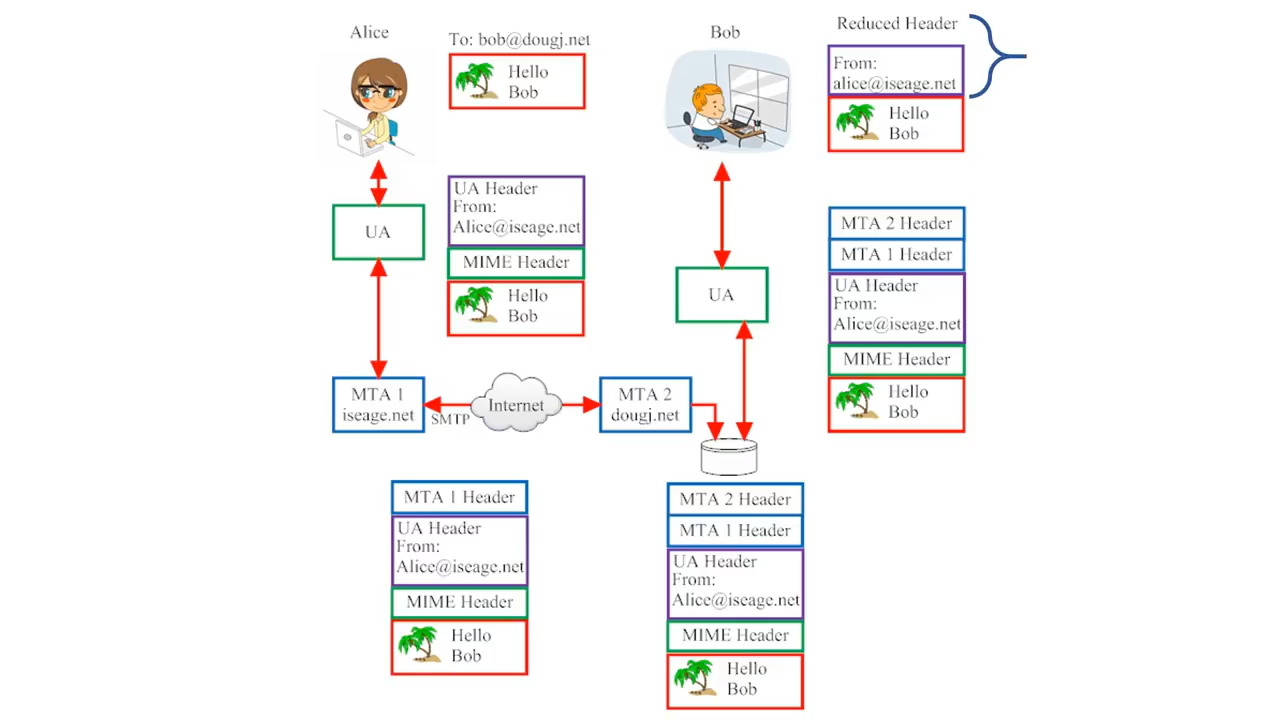 Alice
To: bob@dougj.net
Hello
Bob
Bob
Reduced Header
From:
alice@iseage.net
Hello
Bob
UA
UA Header
From:
Alice@iseage.net
MIME Header
Hello
Bob
UA
MTA 2 Header
MTA 1 Header
UA Header
From:
Alice@iseage.net
MIME Header
Hello
Bob
MTA 1
iseage.net
SMTP
Internet
MTA 2
dougj.net
MTA 1 Header
UA Header
From:
Alice@iseage.net
MIME Header
Hello
Bob
MTA 2 Header
MTA 1 Header
UA Header
From:
Alice@iseage.net
MIME Header
Hello
Bob